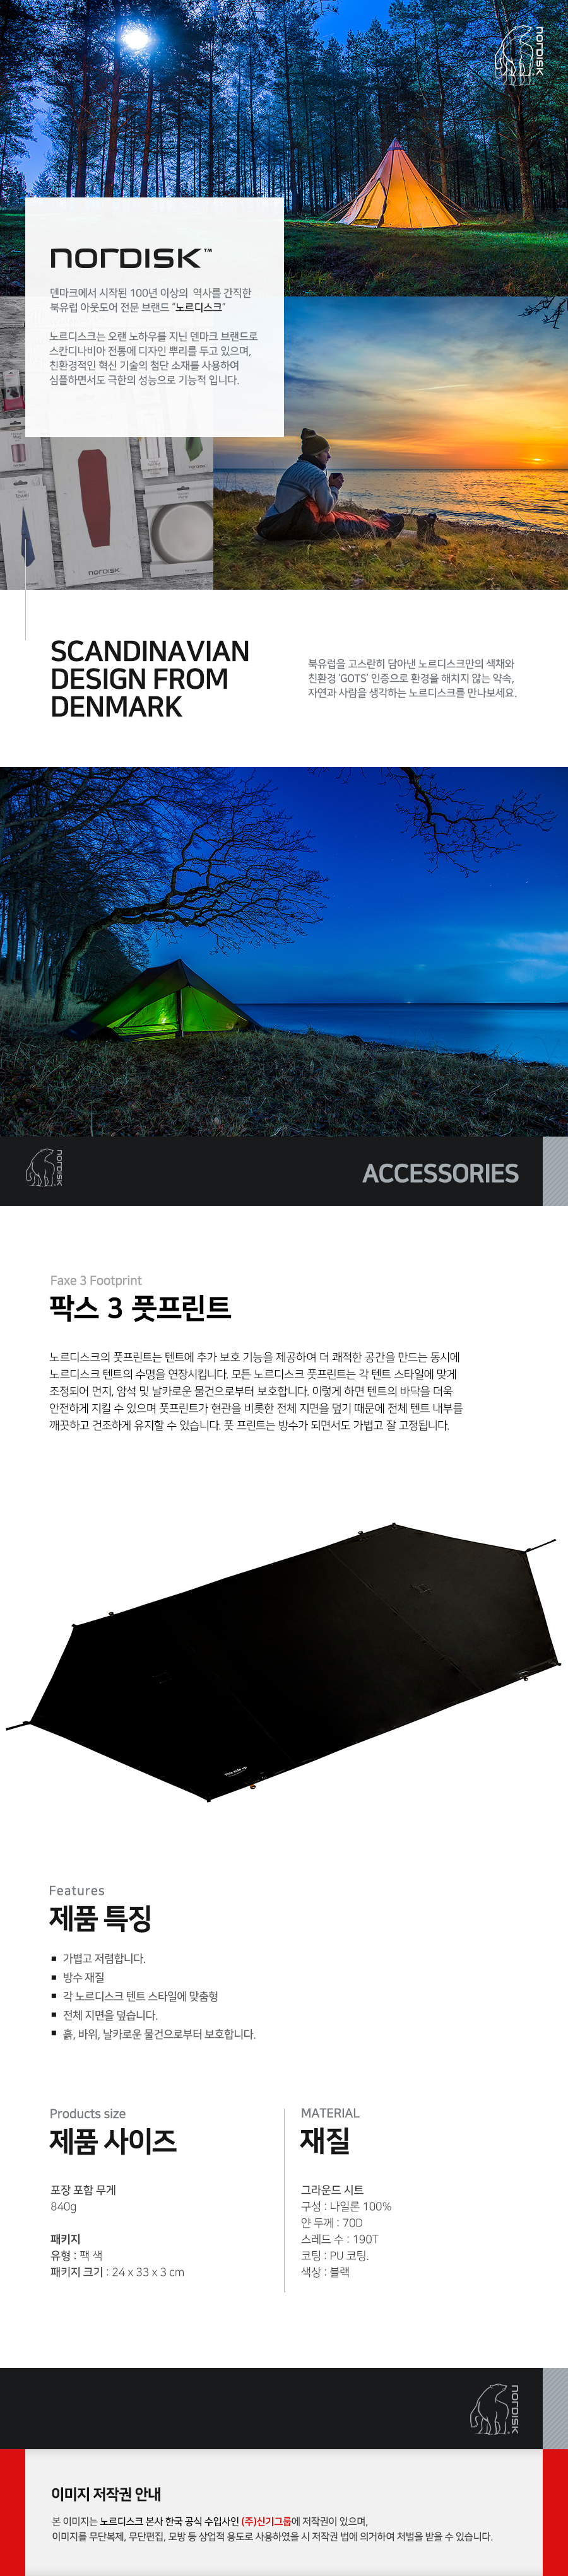 NORDISK
NORDISK™
덴마크에서 시작된 100년 이상의 역사를 간직한
북유럽 아웃도어 전문 브랜드 “노르디스크”
노르디스크는 오랜 노하우를 지닌 덴마크 브랜드로
스칸디나비아 전통에 디자인 뿌리를 두고 있으며,
친환경적인 혁신 기술의 첨단 소재를 사용하여
심플하면서도 극한의 성능으로 기능적 입니다.
NORDISK
SCANDINAVIAN
DESIGN FROM
DENMARK
북유럽을 고스란히 담아낸 노르디스크만의 색채와
친환경 ‘GOTS’ 인증으로 환경을 해치지 않는 약속,
자연과 사람을 생각하는 노르디스크를 만나보세요.
NORDISK
ACCESSORIES
Faxe 3 Footprint
팍스 3 풋프린트
노르디스크의 풋프린트는 텐트에 추가 보호 기능을 제공하여 더 쾌적한 공간을 만드는 동시에
노르디스크 텐트의 수명을 연장시킵니다. 모든 노르디스크 풋프린트는 각 텐트 스타일에 맞게
조정되어 먼지, 암석 및 날카로운 물건으로부터 보호합니다. 이렇게 하면 텐트의 바닥을 더욱
안전하게 지킬 수 있으며 풋프린트가 현관을 비롯한 전체 지면을 덮기 때문에 전체 텐트 내부를
깨끗하고 건조하게 유지할 수 있습니다. 풋 프린트는 방수가 되면서도 가볍고 잘 고정됩니다.
This side up
Features
제품 특징
■ 가볍고 저렴합니다.
■ 방수 재질
■ 각 노르디스크 텐트 스타일에 맞춤형
■ 전체 지면을 덮습니다.
■ 흙, 바위, 날카로운 물건으로부터 보호합니다.
Products size
제품 사이즈
포장 포함 무게
840g
패키지
유형 : 팩 색
패키지 크기 : 24 x 33 x 3 cm
MATERIAL
재질
그라운드 시트
구성 : 나일론 100%
얀 두께 : 70D
스레드 수 : 190T
코팅 : PU 코팅.
색상 : 블랙
NORDISK
이미지 저작권 안내
본 이미지는 노르디스크 본사 한국 공식 수입사인 (주)신기그룹에 저작권이 있으며,
이미지를 무단복제, 무단편집, 모방 등 상업적 용도로 사용하였을 시 저작권 법에 의거하여 처벌을 받을 수 있습니다.